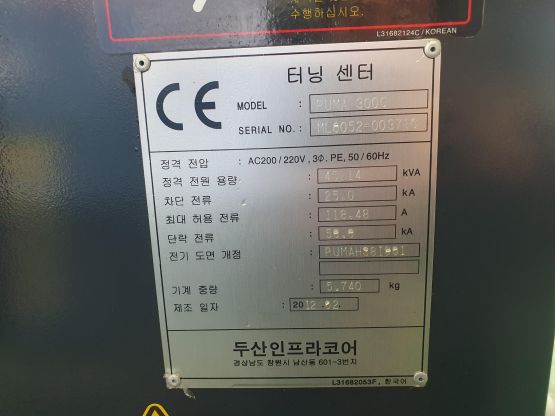 수행하십시오.
L31682124C / KOREAN
CE
터닝 센터
MODEL : PUMA 300C
SERIAL NO. :
정격 전압 : AC200 / 220V , 3Φ. PE, 50 / 60Hz
정격 전원 용량 : 45.14 kVA
차단 전류 : 25.0 kA
최대 허용 전류 : 118.48 A
단락 전류 : kA
전기 도면 개정 :
기계 중량 : 5,740 kg
제조 일자 : 2012.02
두산인프라코어
경상남도 창원시 남산동 601-3번지
L31682053F , 한국어